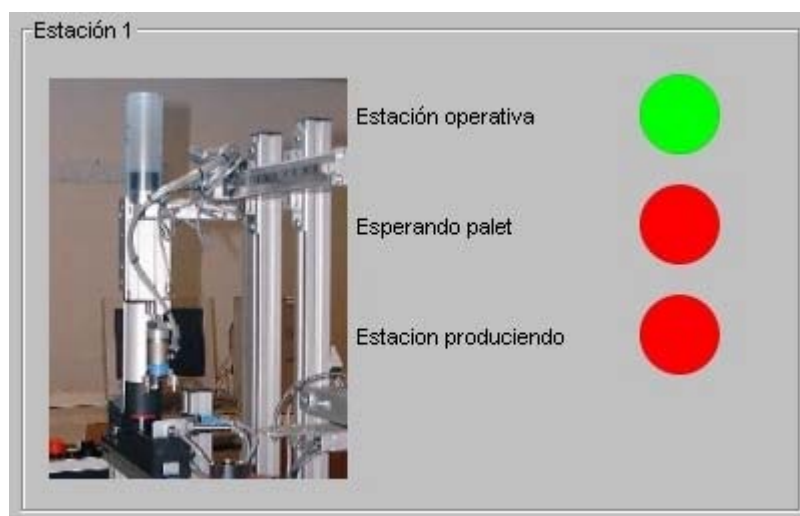 Estación 1
Estación operativa
Esperando palet
Estacion produciendo